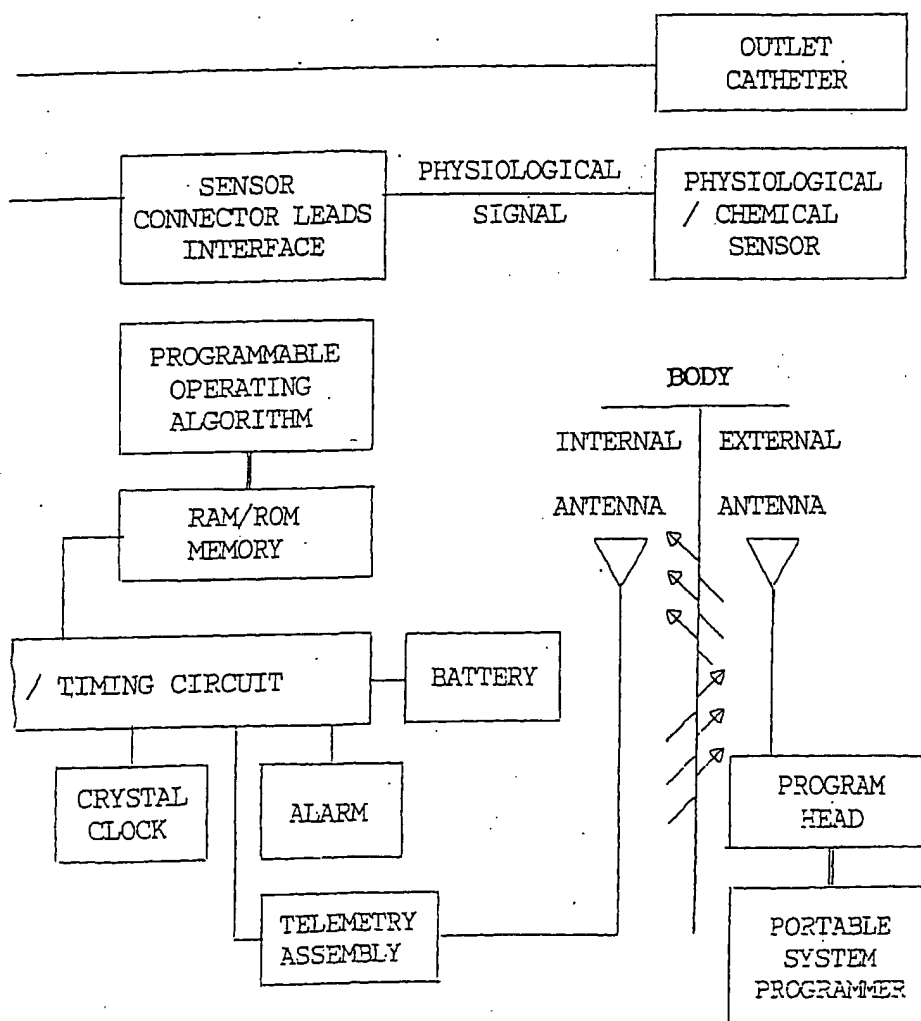 OUTLET
CATHETER
SENSOR
CONNECTOR LEADS
INTERFACE
PHYSIOLOGICAL
SIGNAL
PHYSIOLOGICAL
/ CHEMICAL
SENSOR
PROGRAMMABLE
OPERATING
ALGORITHM
BODY
INTERNAL
EXTERNAL
ANTENNA
ANTENNA
RAM/ROM
MEMORY
/ TIMING CIRCUIT
BATTERY
CRYSTAL
CLOCK
ALARM
PROGRAM
HEAD
TELEMETRY
ASSEMBLY
PORTABLE
SYSTEM
PROGRAMMER